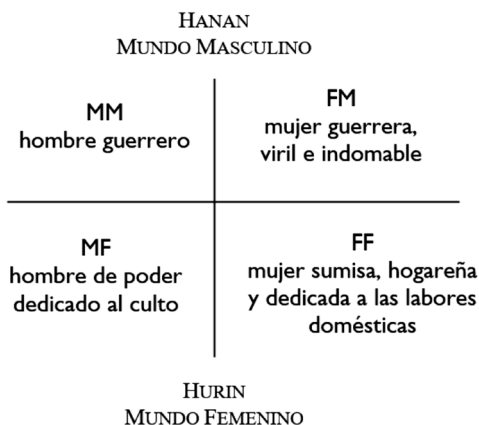 HANAN
MUNDO MASCULINO
MM
hombre guerrero
FM
mujer guerrera,
viril e indomable
MF
hombre de poder
dedicado al culto
FF
mujer sumisa, hogareña
y dedicada a las labores
domésticas
HURIN
MUNDO FEMENINO